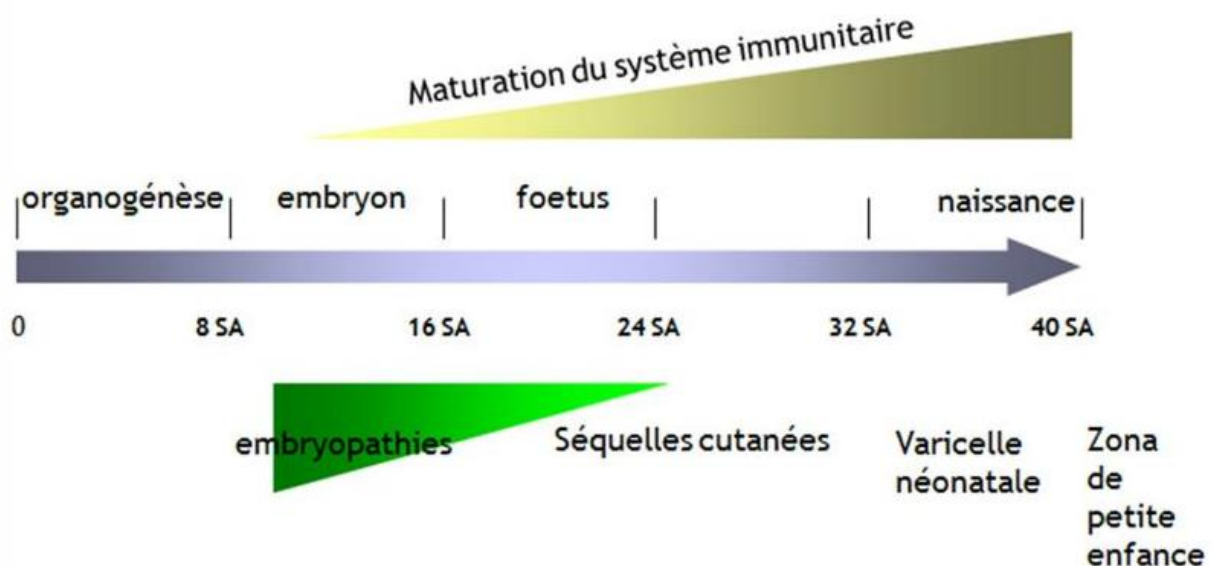 Maturation du système immunitaire
organogénèse embryon foetus naissance
0 8 SA 16 SA 24 SA 32 SA 40 SA
embryopathies Séquelles cutanées
Varicelle
néonatale
Zona
de
petite
enfance